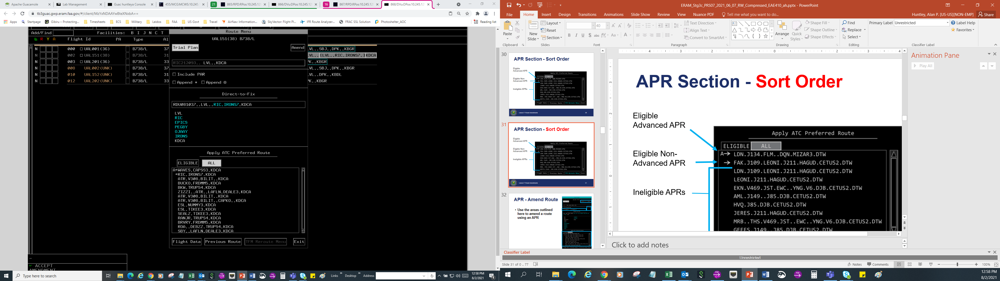 Apache Guacamole
Lab Management
Guac huntleya Console
455/MCG:MCWS:10.245
21
865/RPD:RPos:10.245.12
866/DVu:DPos:10.245.12
16
867/RPD:RPos:10.245.12
868/DVu:DPos:10.245.12
tb3guac.gwp.eram.faa.gov/#/client/MzYxNDAAYwBteXNxbA==
Apps
Startpage
Gibiru – Protecting...
Timesheets
ECS
Military
Leidos
FAA
US Govt
Travel
AirNav: Information...
SkyVector: Flight Pl...
IFR Route Analyzer...
FRAC SSL Solution
Photoshelter_AOC
Reading list
Add/Find
Facilities: B I J N C T
R Y A Flight Id PA Type Al
N 000 UAL001(36) B738/L 37
N 002 UAL151(38) B738/L 31
N 003 UAL201(36) B738/L 33
N 008 UAL002(UNK) B738/L 37
N 010 UAL152(UNK) B738/L 31
N 012 UAL202(UNK) B738/L 33
VL..SBJ..DPK..KBGR
VL..[LVL..RIC.IRONS7.]KDCA
PK..KBGR
VL..SBJ..DPK..KBGR
VL..DPK..KBDL
PK..KBGR
Route Menu
UAL151(38) B738/L
Trial Plan
Amend
RIC212093.. LVL..KDCA
Include PAR
Append * Append ⊕
Direct-to-Fix
RDU081037..LVL..RIC.IRONS7.KDCA
LVL
RIC
EPICS
PEGBY
OJAAY
IRONS
KDCA
Apply ATC Preferred Route
ELIGIBLE ALL
A→WAVES.CAPSS3.KDCA
→RIC.IRONS7.KDCA
ATR.V308.BILIT..KDCA
BUCKO.FRDMM5.KDCA
BKW.TRUPS4.KDCA
ZIZZI..ATR..LAFLN.DEALE3.KDCA
ATR.V308.BILIT..KDCA
ATR.V308.BILIT..CAPKO..KDCA
ESL.NUMMY3.KDCA
ESL.TIKEE3.KDCA
SEALZ.TIKEE3.KDCA
RANJR.TRUPS4.KDCA
BRVRY.FRDMM5.KDCA
ROA..DEBZZ.TRUPS4.KDCA
SBY..LAFLN.DEALE3.KDCA
Flight Data Previous Route TFM Reroute Menu Exit
ACCEPT
AMENDMENT
Type here to search
Links
Desktop
Address
12:58 PM
8/2/2021
ERAM_Stg3c_PRS07_2021_06_07_RW_Compressed_EAE410_ah.pptx - PowerPoint
File Home Insert Design Transitions Animations Slide Show Review View Nuance PDF Tell me what you want to do...
Huntley, Alan P. [US-US](NON-EMP)
Share
Paste
Clipboard
New Slide
Layout
Reset
Section
Slides
40
B I U S abc AV Aa A
Font
Text Direction
Align Text
Convert to SmartArt
Paragraph
Arrange
Quick Styles
Shape Fill
Shape Outline
Shape Effects
Drawing
Find
Replace
Select
Editing
Primary Label Unrestricted
Label Help
Favorites
Classifier Label
30
APR Section - Sort Order
Eligible
Advanced APR
Eligible Non-
Advanced APR
Ineligible APRs
31
APR Section - Sort Order
Eligible
Advanced APR
Eligible Non-
Advanced APR
Ineligible APRs
32
APR - Amend Route
• Use the areas outlined
here to amend a route
using an APR
APR Section - Sort Order
Eligible
Advanced APR
Eligible Non-
Advanced APR
Ineligible APRs
Apply ATC Preferred Route
ELIGIBLE ALL
A→ LDN.J134.FLM..DQN.MIZAR3.DTW
→ FAK.J109.LEONI.J211.HAGUD.CETUS2.DTW
LDN.J109.LEONI.J211.HAGUD.CETUS2.DTW
LEONI.J211.HAGUD.CETUS2.DTW
EKN.V469.JST.EWC..YNG.V6.DJB.CETUS2.DTW
AML.J149..J85.DJB.CETUS2.DTW
HVQ.J85.DJB.CETUS2.DTW
JERES.J211.HAGUD.CETUS2.DTW
MRB..THS.V469.JST..EWC..YNG.V6.DJB.CETUS2.DTW
GEFFS.J149..J85.DJB.CETUS2.DTW
Click to add notes
Animation Pane
Play All
Classifier Label
Unrestricted
Slide 31 of 0 .. 77
Notes
Comments
100%
12:58 PM
8/2/2021